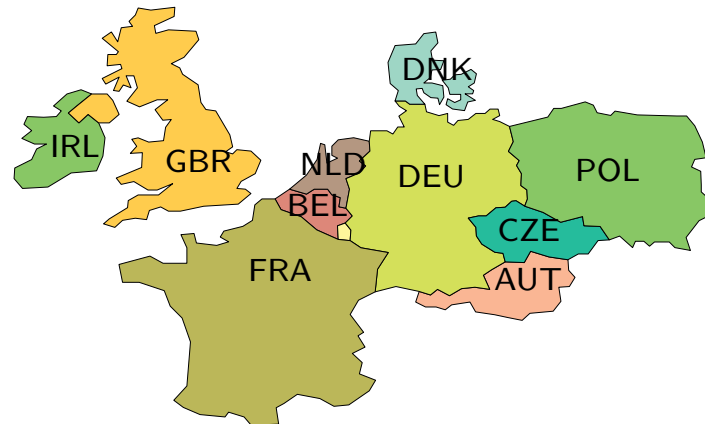 DNK
IRL
GBR
NLD
DEU
POL
BEL
CZE
FRA
AUT